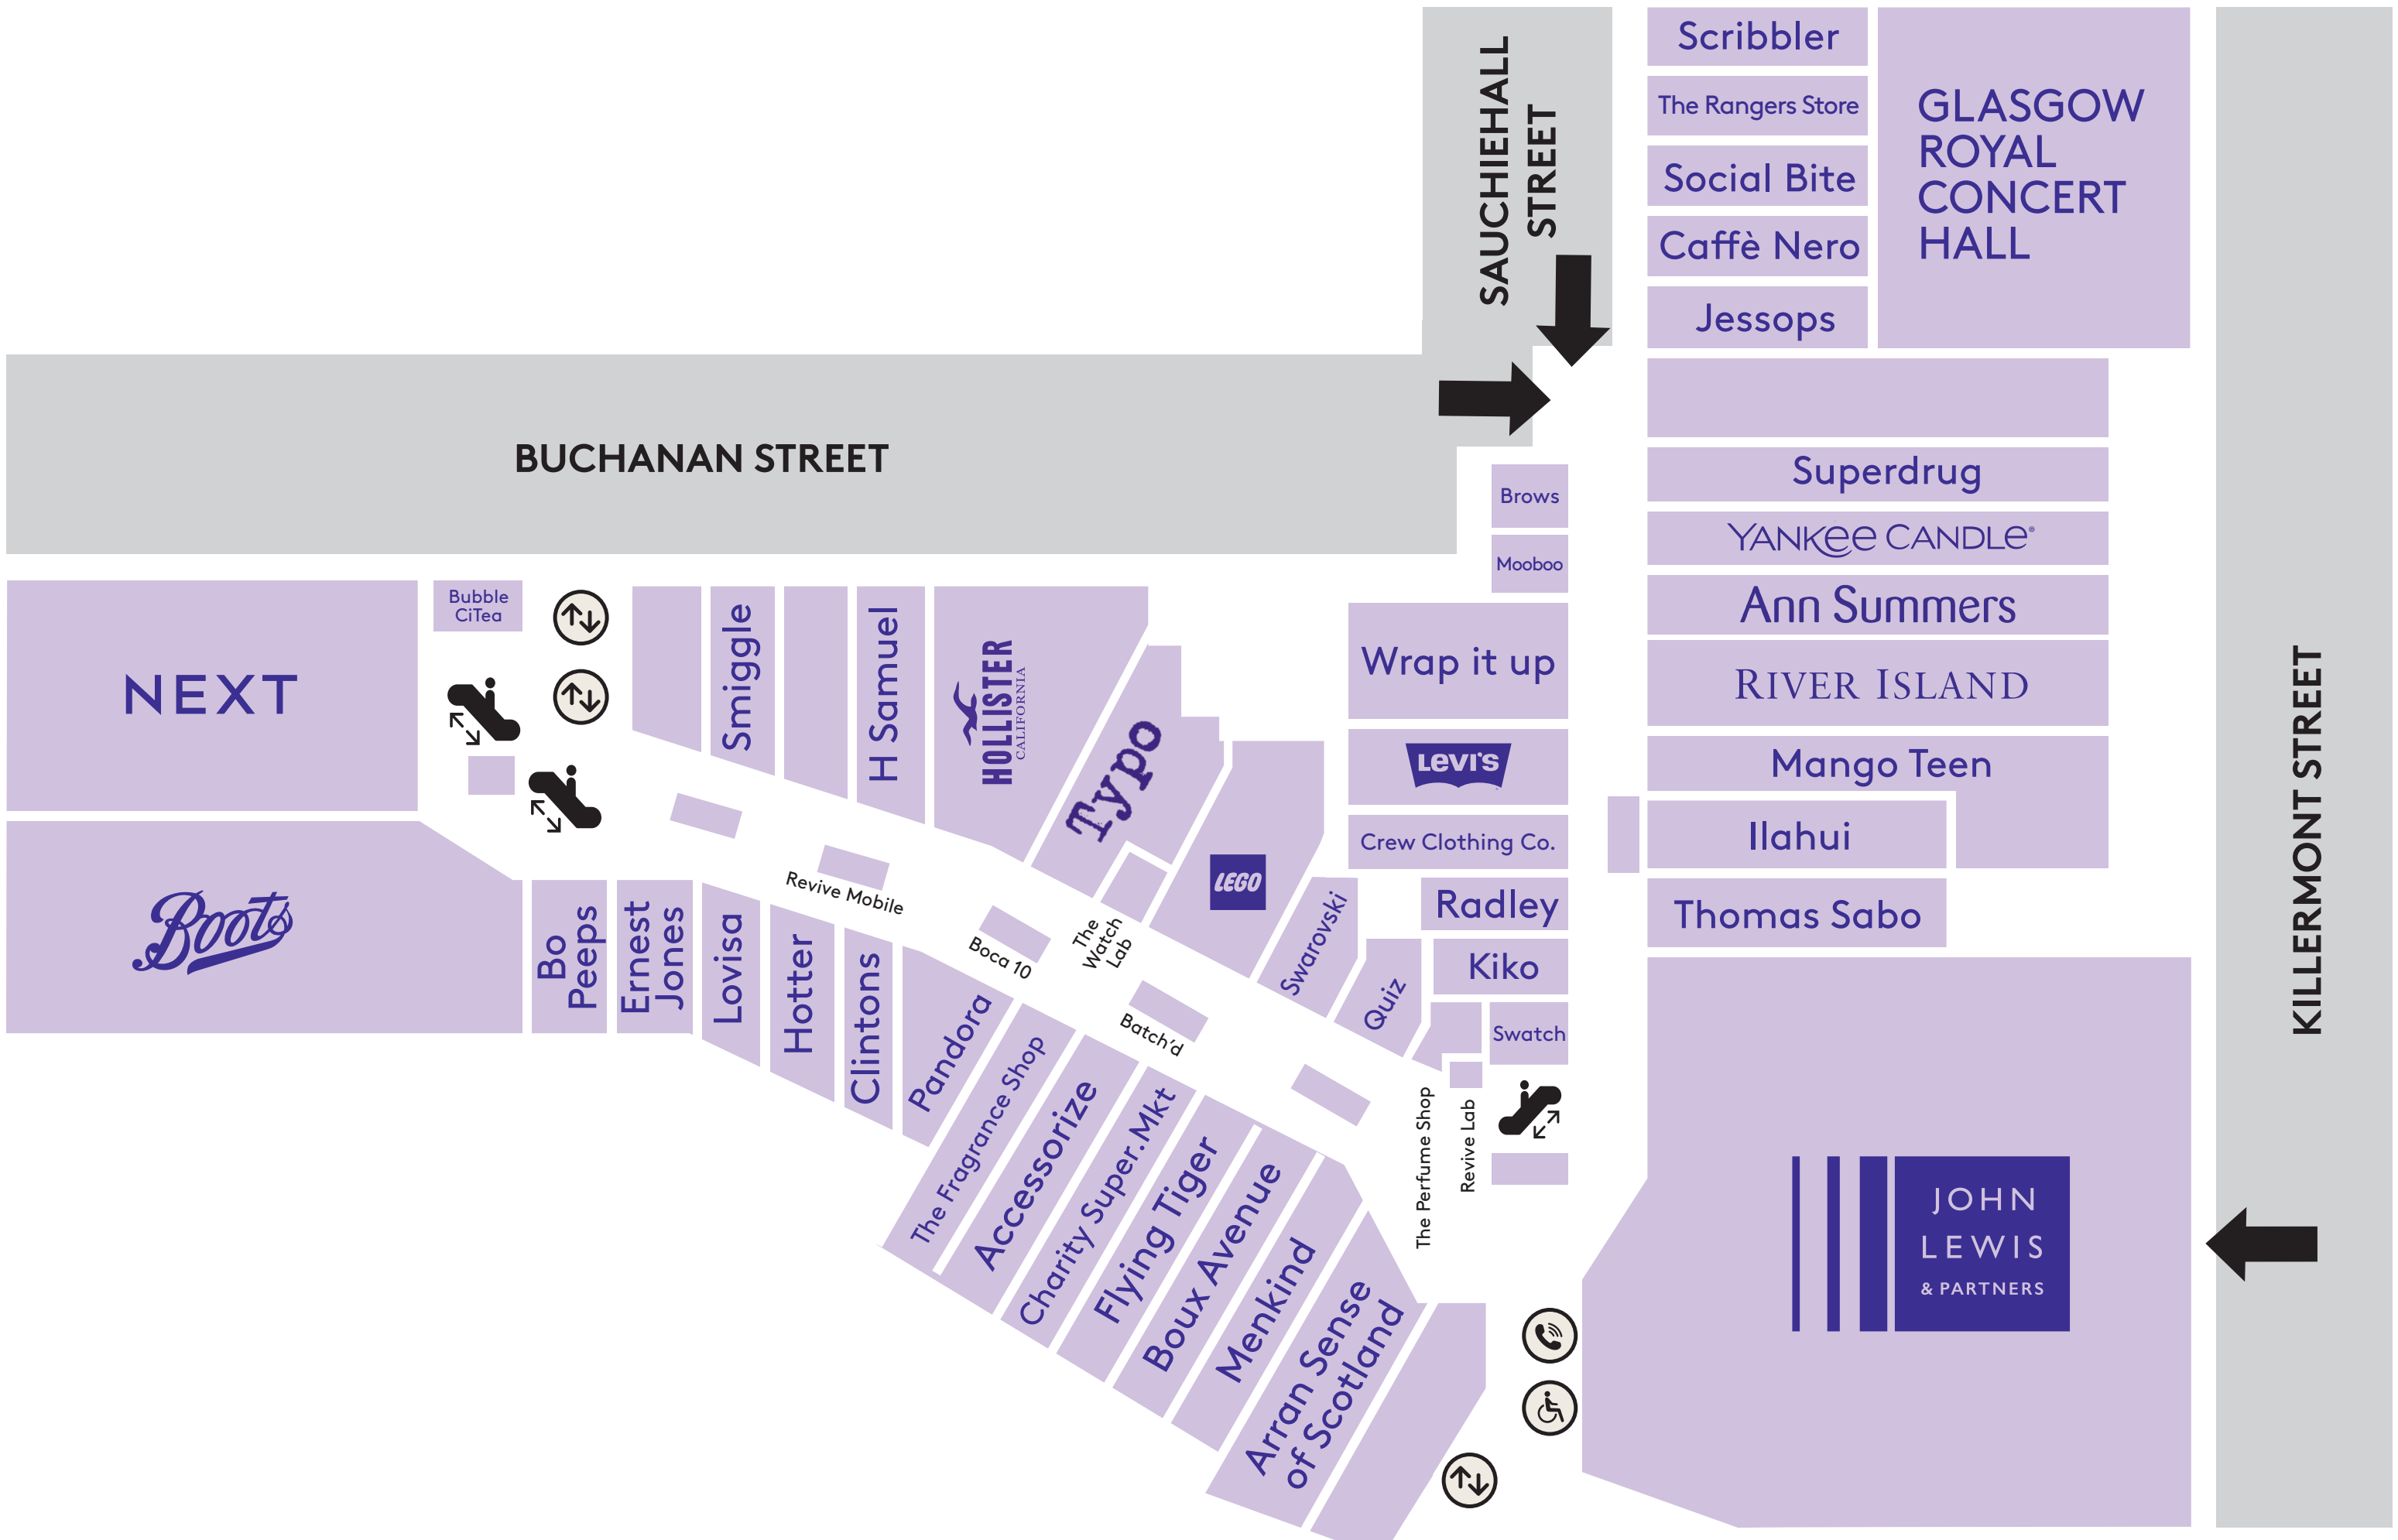 SAUCHIEHALL
STREET
Scribbler
The Rangers Store
Social Bite
Caffè Nero
Jessops
GLASGOW
ROYAL
CONCERT
HALL
BUCHANAN STREET
KILLERMONT STREET
Brows
Mooboo
Wrap it up
LEVI'S
Crew Clothing Co.
Radley
Kiko
Swatch
Superdrug
YANKEE CANDLE®
Ann Summers
RIVER ISLAND
Mango Teen
Ilahui
Thomas Sabo
NEXT
Bubble
CiTea
Smiggle
H Samuel
HOLLISTER
CALIFORNIA
Typo
LEGO
Swarovski
Quiz
Boots
Bo
Peeps
Ernest
Jones
Lovisa
Hotter
Clintons
Pandora
The Fragrance Shop
Accessorize
Charity Super.Mkt
Flying Tiger
Boux Avenue
Menkind
Arran Sense
of Scotland
Revive Mobile
Boca 10
The
Watch
Lab
Batch'd
The Perfume Shop
Revive Lab
JOHN
LEWIS
& PARTNERS